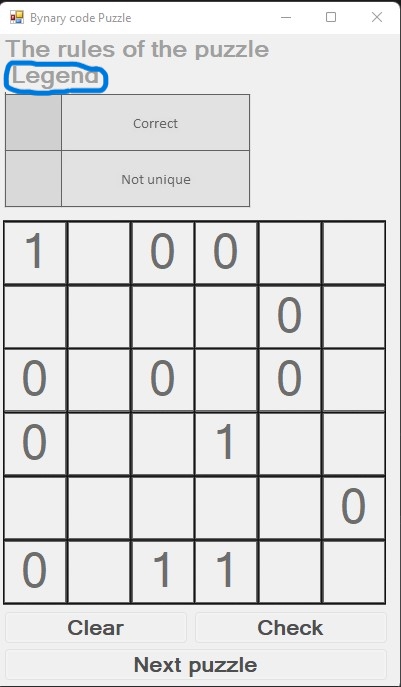 Bynary code Puzzle
The rules of the puzzle
Legend
Correct
Not unique
1 0 0
0
0 0 0
0 1
0
0 1 1
Clear Check
Next puzzle